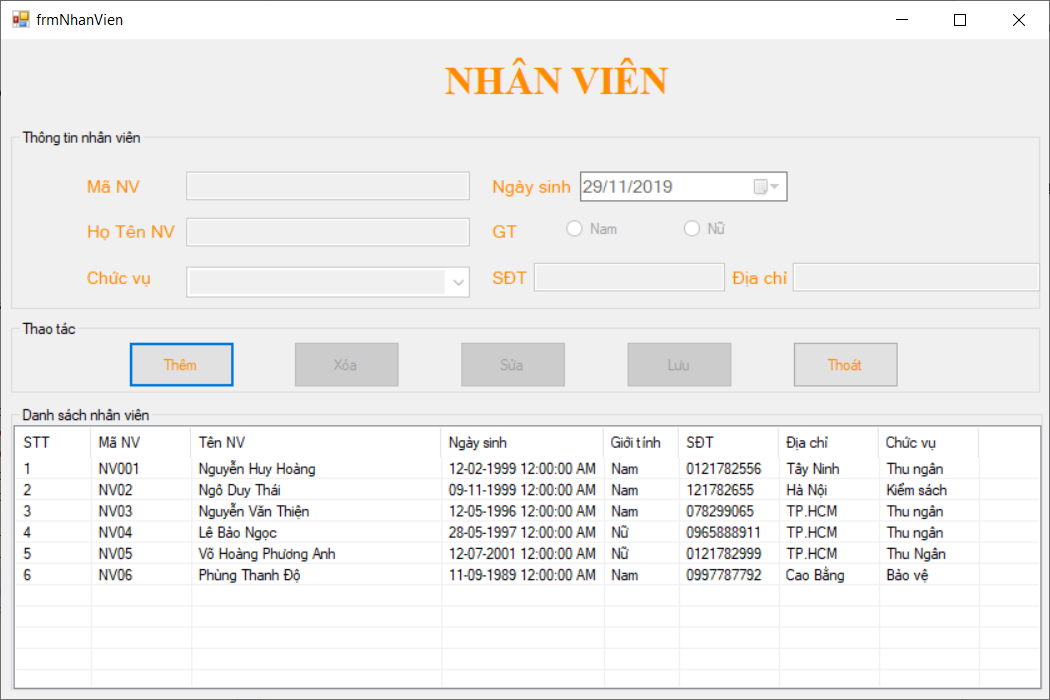 frmNhanVien
NHÂN VIÊN
Thông tin nhân viên
Mã NV Ngày sinh 29/11/2019
Họ Tên NV GT Nam Nữ
Chức vụ SĐT Địa chỉ
Thao tác
Thêm Xóa Sửa Lưu Thoát
Danh sách nhân viên
STT Mã NV Tên NV Ngày sinh Giới tính SĐT Địa chỉ Chức vụ
1 NV001 Nguyễn Huy Hoàng 12-02-1999 12:00:00 AM Nam 0121782556 Tây Ninh Thu ngân
2 NV02 Ngô Duy Thái 09-11-1999 12:00:00 AM Nam 121782655 Hà Nội Kiểm sách
3 NV03 Nguyễn Văn Thiện 12-05-1996 12:00:00 AM Nam 078299065 TP.HCM Thu ngân
4 NV04 Lê Bảo Ngọc 28-05-1997 12:00:00 AM Nữ 0965888911 TP.HCM Thu ngân
5 NV05 Võ Hoàng Phương Anh 12-07-2001 12:00:00 AM Nữ 0121782999 TP.HCM Thu Ngân
6 NV06 Phùng Thanh Độ 11-09-1989 12:00:00 AM Nam 0997787792 Cao Bằng Bảo vệ